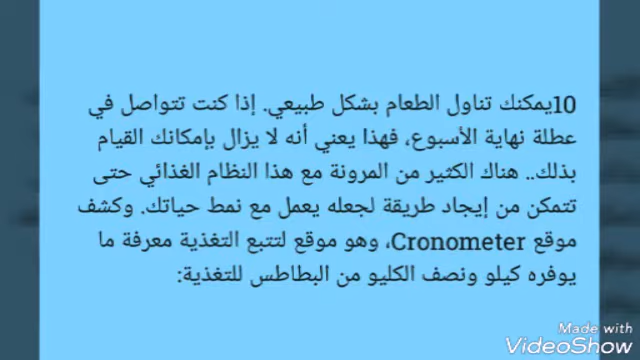 10يمكنك تناول الطعام بشكل طبيعي. إذا كنت تتواصل في
عطلة نهاية الأسبوع، فهذا يعني أنه لا يزال بإمكانك القيام
بذلك.. هناك الكثير من المرونة مع هذا النظام الغذائي حتى
تتمكن من إيجاد طريقة لجعله يعمل مع نمط حياتك. وكشف
موقع Cronometer، وهو موقع لتتبع التغذية معرفة ما
يوفره كيلو ونصف الكليو من البطاطس للتغذية:
Made with
VideoShow